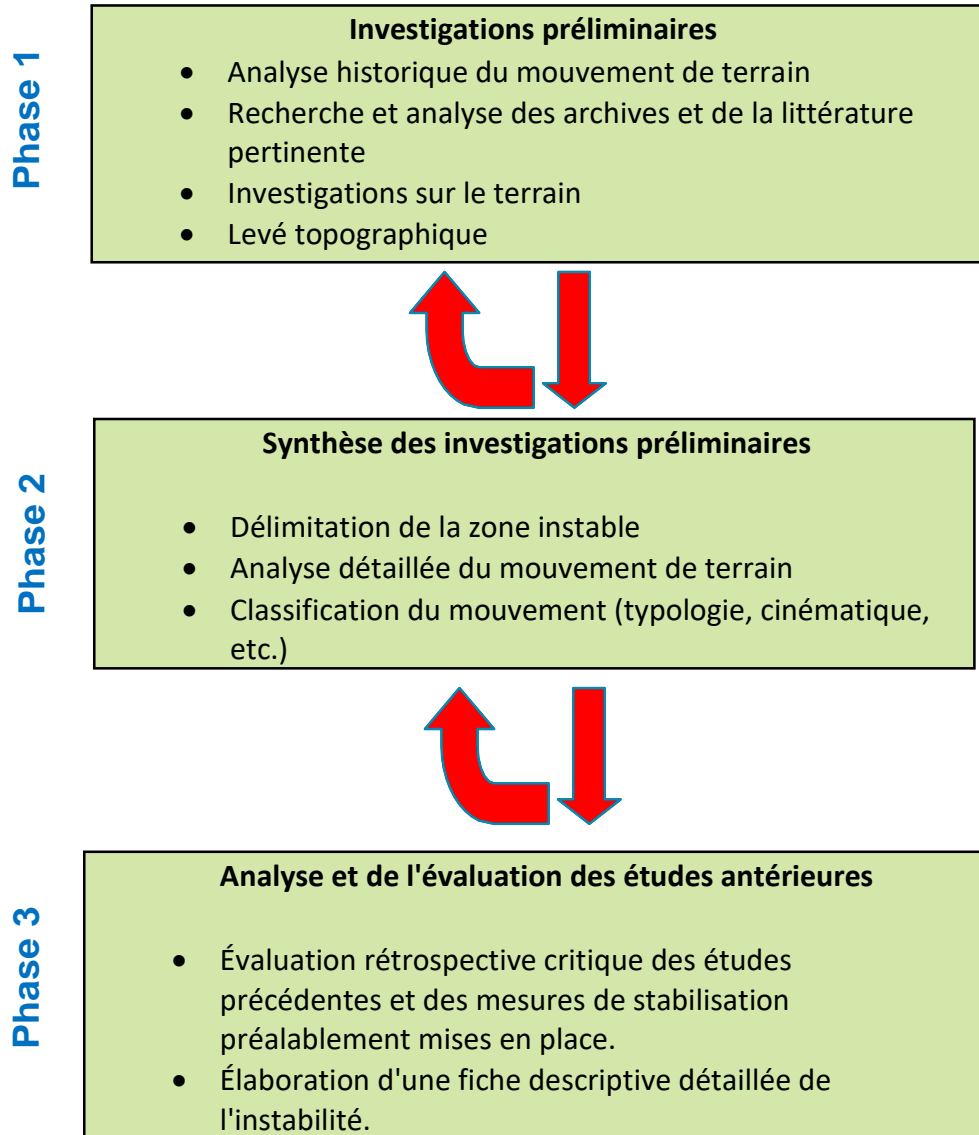 Phase 1
Investigations préliminaires
• Analyse historique du mouvement de terrain
• Recherche et analyse des archives et de la littérature
pertinente
• Investigations sur le terrain
• Levé topographique
Phase 2
Synthèse des investigations préliminaires
• Délimitation de la zone instable
• Analyse détaillée du mouvement de terrain
• Classification du mouvement (typologie, cinématique,
etc.)
Phase 3
Analyse et de l'évaluation des études antérieures
• Évaluation rétrospective critique des études
précédentes et des mesures de stabilisation
préalablement mises en place.
• Élaboration d'une fiche descriptive détaillée de
l'instabilité.